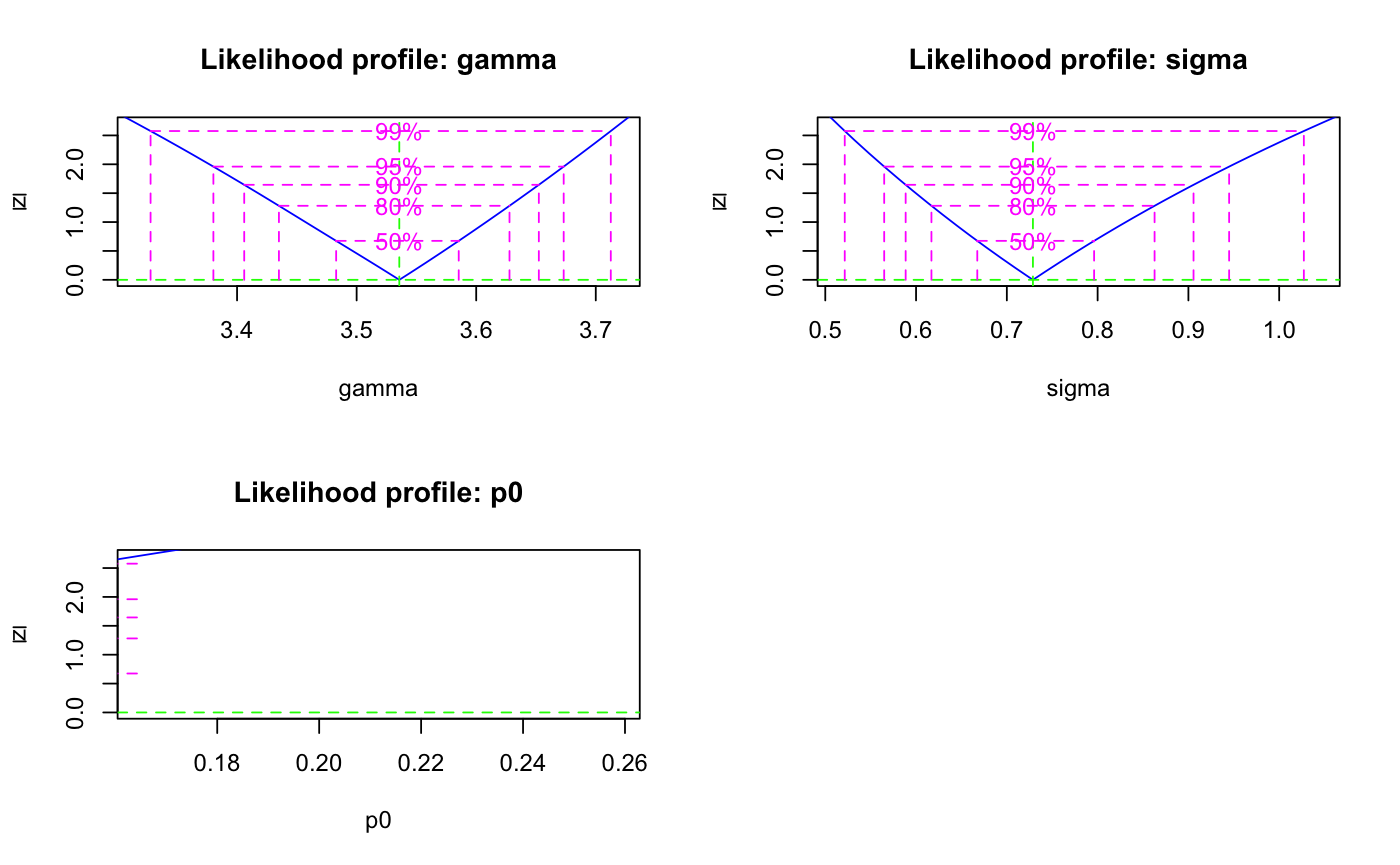 Likelihood profile: gamma
|z|
0.0 1.0 2.0
99%
95%
90%
80%
50%
3.4 3.5 3.6 3.7
gamma
Likelihood profile: sigma
|z|
0.0 1.0 2.0
99%
95%
90%
80%
50%
0.5 0.6 0.7 0.8 0.9 1.0
sigma
Likelihood profile: p0
|z|
0.0 1.0 2.0
0.18 0.20 0.22 0.24 0.26
p0